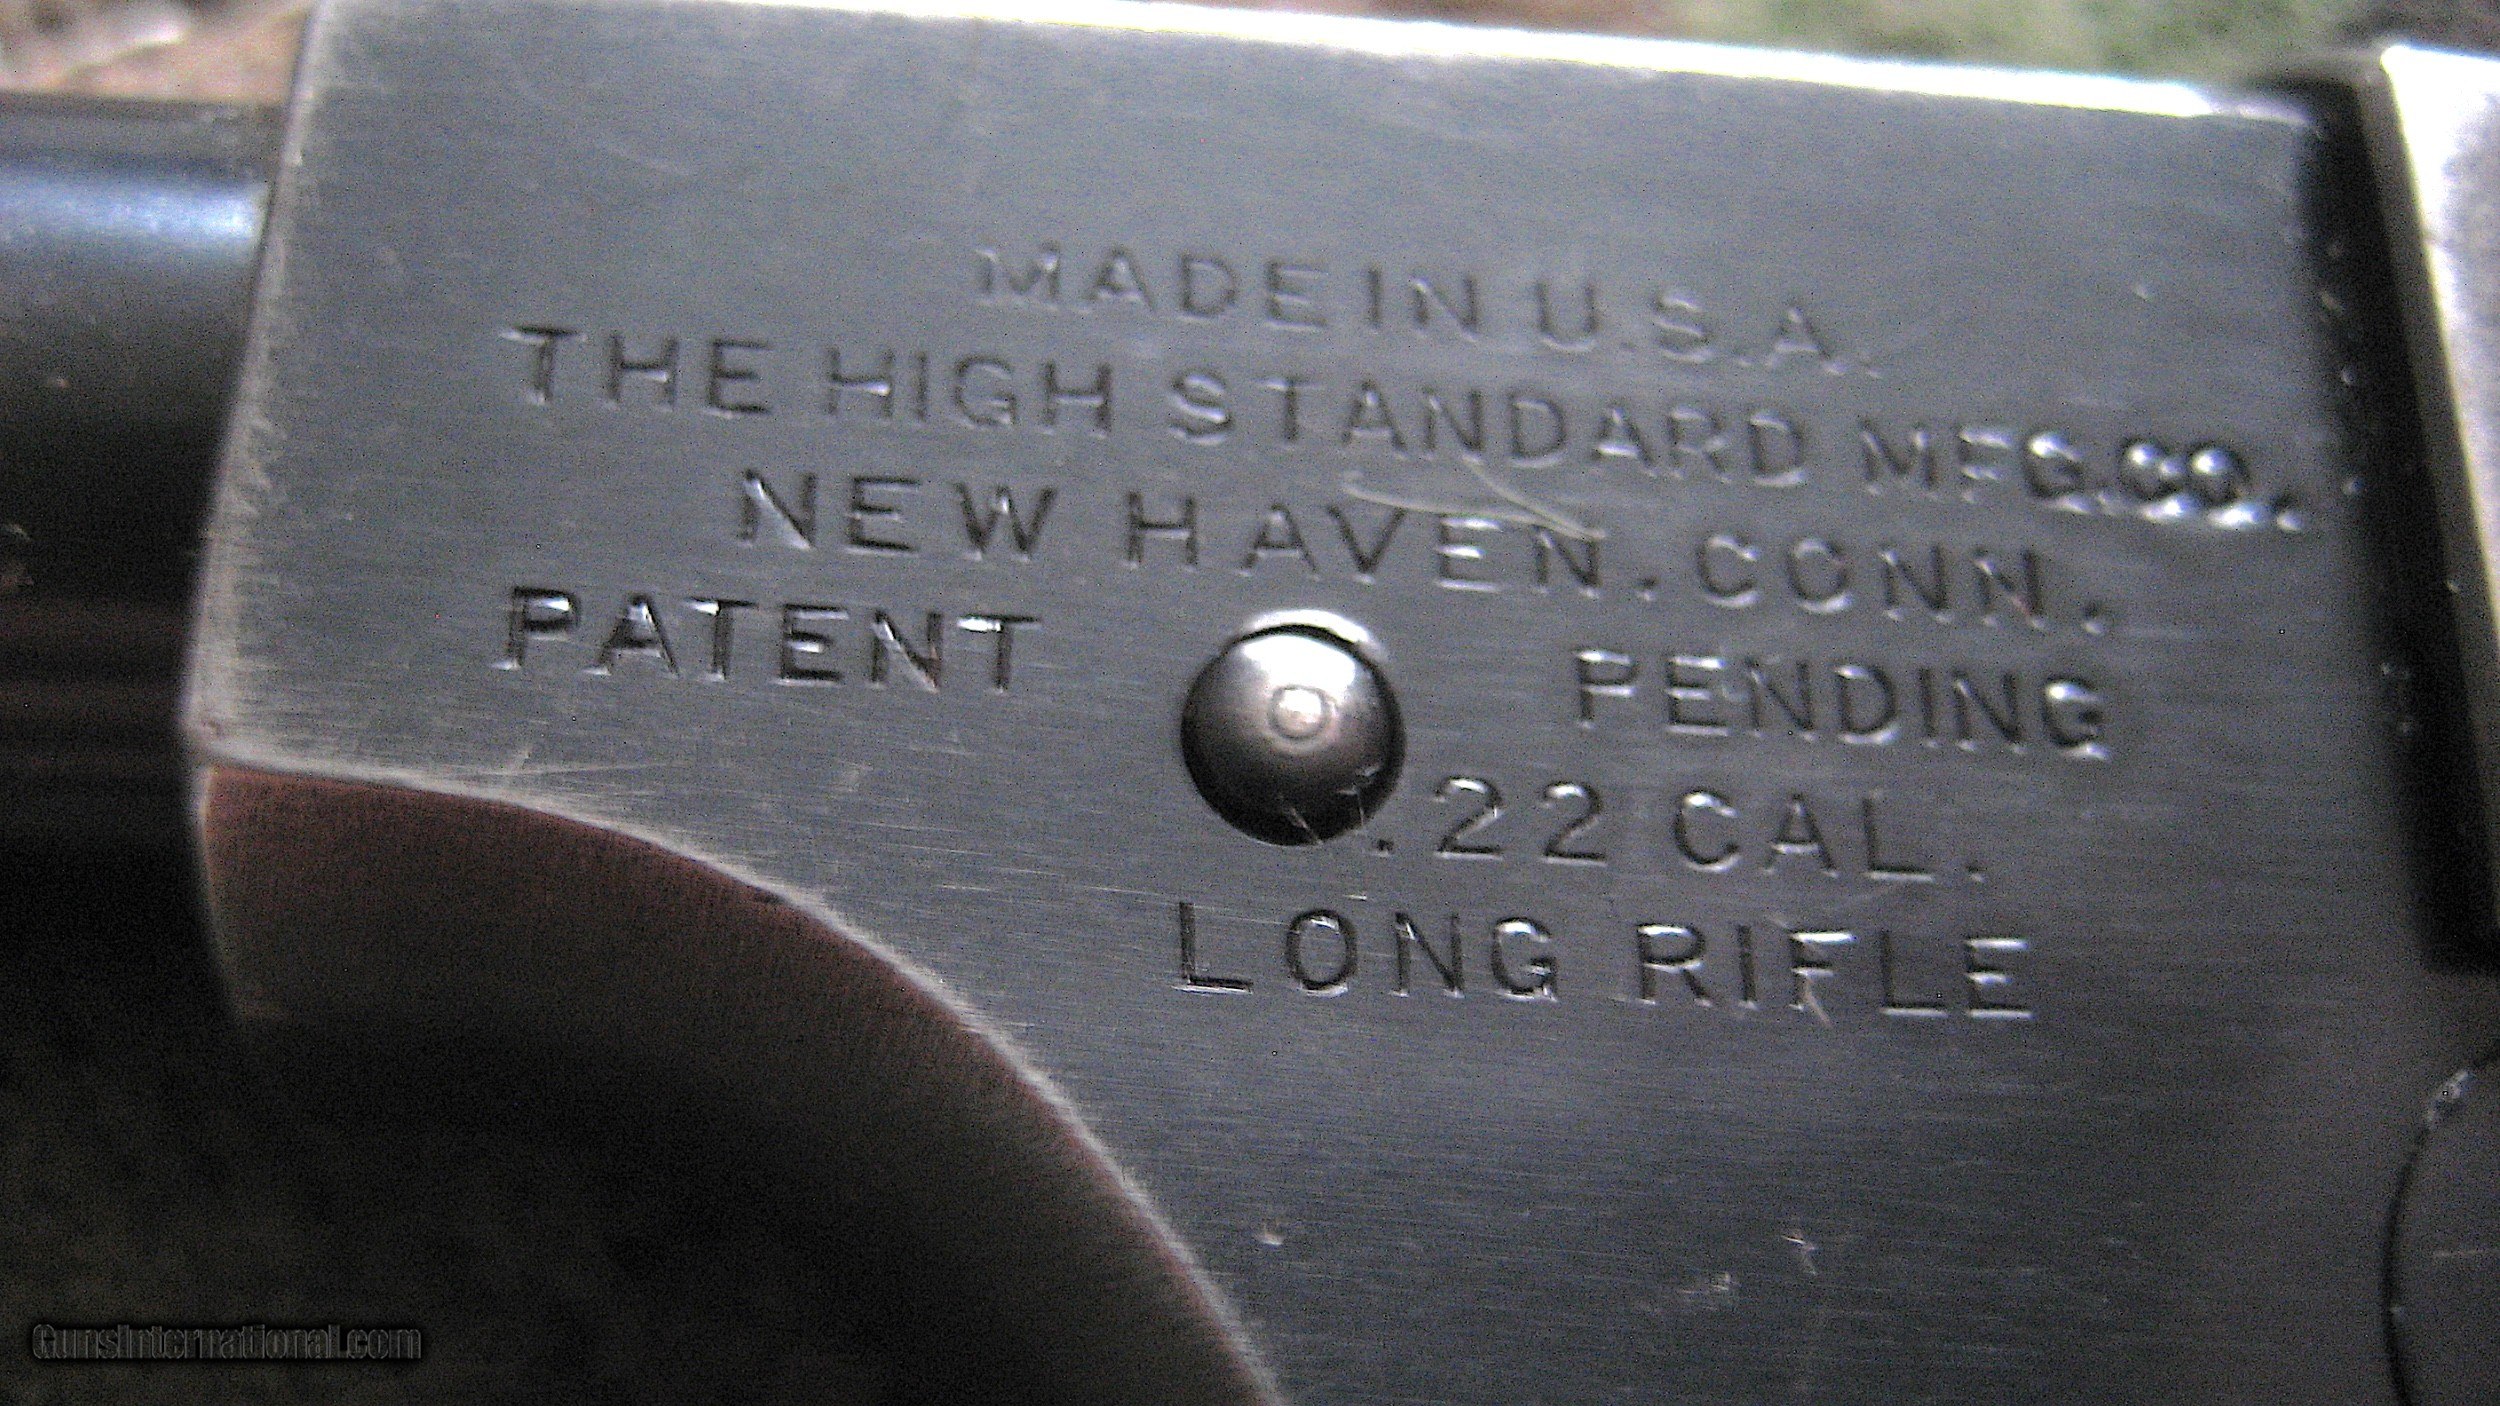 MADE IN U.S.A.
THE HIGH STANDARD MFG.CO.
NEW HAVEN. CONN.
PATENT PENDING
.22 CAL.
LONG RIFLE
GunsInternational.com